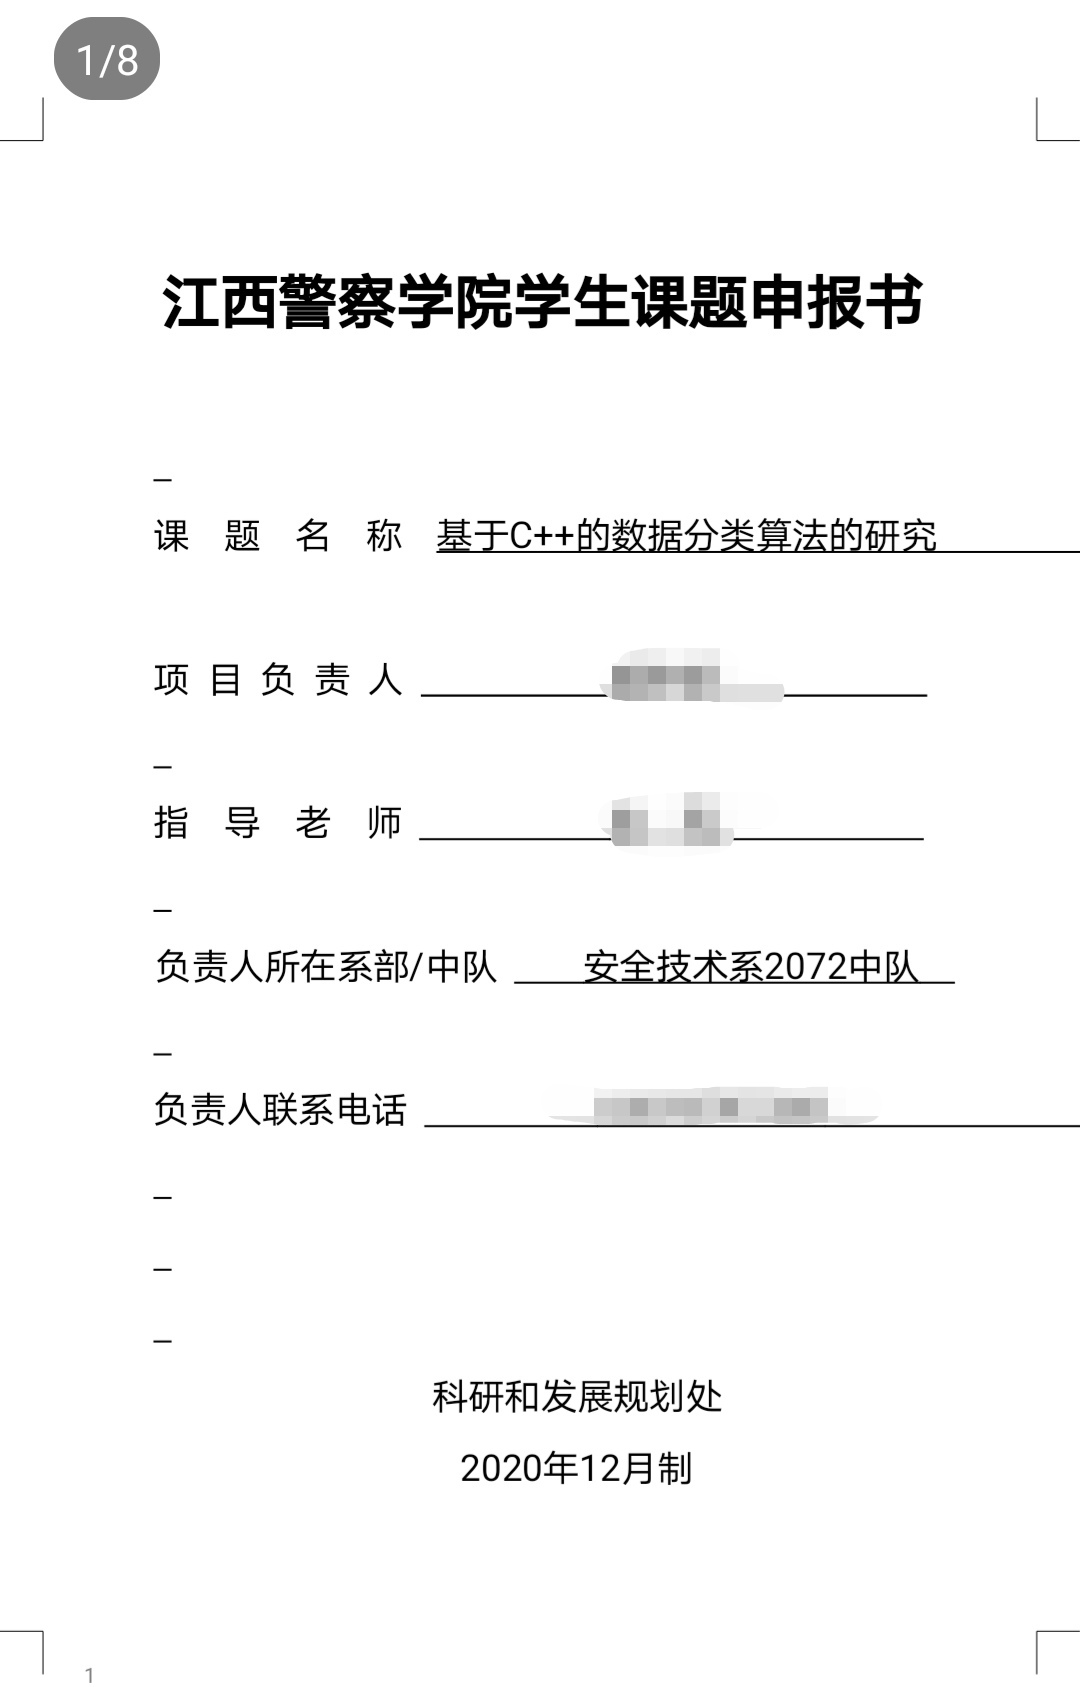 1/8
江西警察学院学生课题申报书
课题名称 基于C++的数据分类算法的研究
项目负责人
指导老师
负责人所在系部/中队 安全技术系2072中队
负责人联系电话
科研和发展规划处
2020年12月制
1